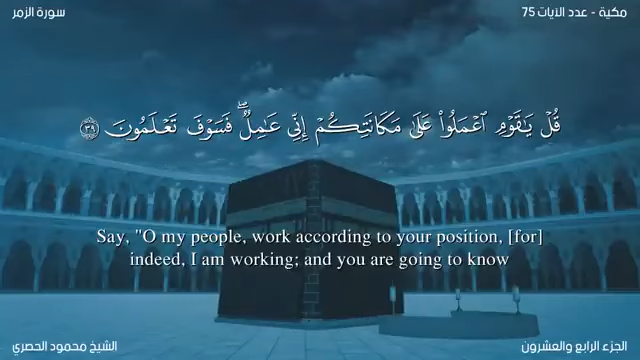 سورة الزمر
مكية - عدد الآيات 75
قُلْ يَـٰقَوْمِ ٱعْمَلُوا۟ عَلَىٰ مَكَانَتِكُمْ إِنِّى عَـٰمِلٌ ۖ فَسَوْفَ تَعْلَمُونَ ٣٩
Say, "O my people, work according to your position, [for]
indeed, I am working; and you are going to know
الشيخ محمود الحصري
الجزء الرابع والعشرون